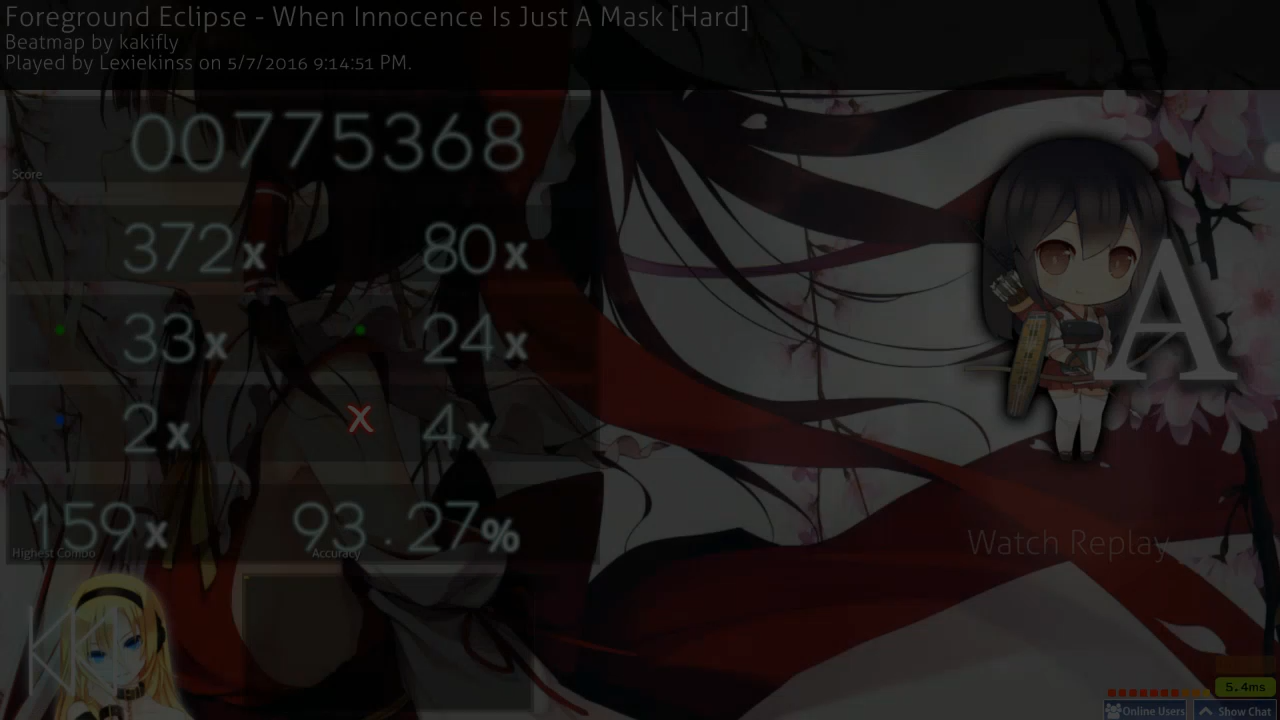 Foreground Eclipse - When Innocence Is Just A Mask [Hard]
Beatmap by kakifly
Played by Lexiekinss on 5/7/2016 9:14:51 PM.
00775368
Score
372x 80x
33x 24x
2x X 4x
159x 93.27%
Highest Combo Accuracy
A
Watch Replay
5.4ms
Online Users Show Chat